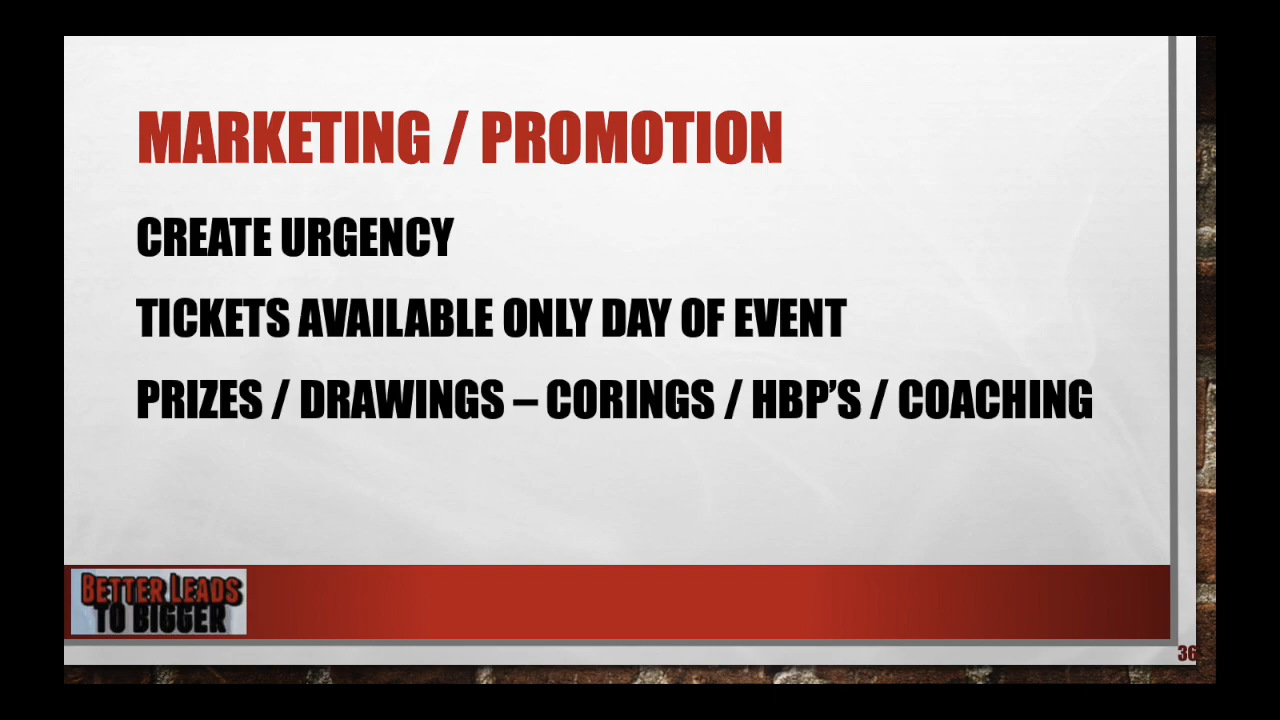 MARKETING / PROMOTION
CREATE URGENCY
TICKETS AVAILABLE ONLY DAY OF EVENT
PRIZES / DRAWINGS – CORINGS / HBP’S / COACHING
BETTER LEADS
TO BIGGER
36